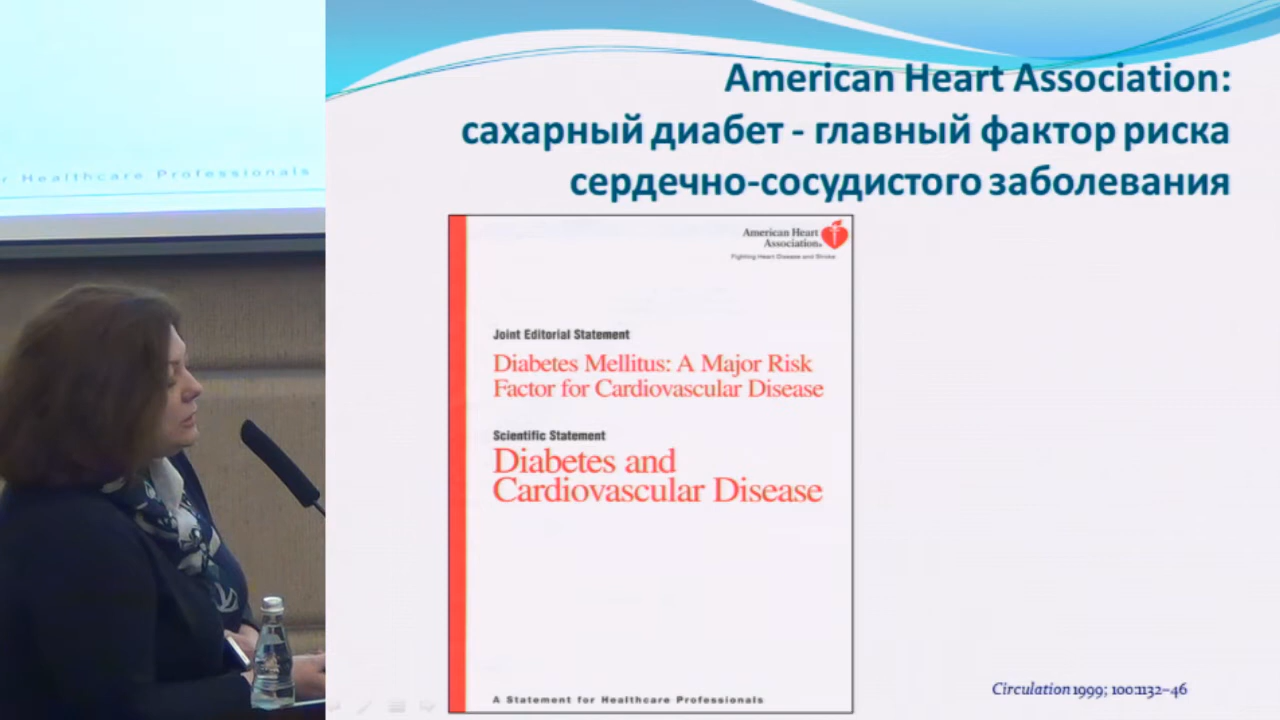 r Healthcare Professionals
American Heart Association:
сахарный диабет - главный фактор риска
сердечно-сосудистого заболевания
American Heart
Association®
Fighting Heart Disease and Stroke
Joint Editorial Statement
Diabetes Mellitus: A Major Risk
Factor for Cardiovascular Disease
Scientific Statement
Diabetes and
Cardiovascular Disease
A Statement for Healthcare Professionals
Circulation 1999; 100:1132–46